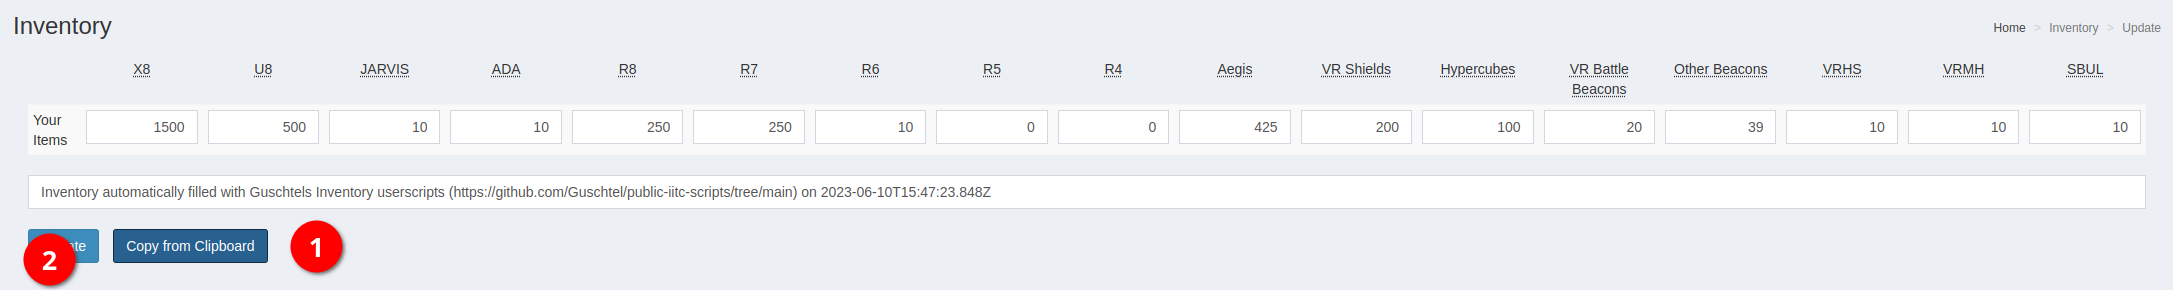 Inventory
Home > Inventory > Update
X8 U8 JARVIS ADA R8 R7 R6 R5 R4 Aegis VR Shields Hypercubes VR Battle Beacons Other Beacons VRHS VRMH SBUL
Your Items 1500 500 10 10 250 250 10 0 0 425 200 100 20 39 10 10 10
Inventory automatically filled with Guschtels Inventory userscripts (https://github.com/Guschtel/public-iitc-scripts/tree/main) on 2023-06-10T15:47:23.848Z
Copy from Clipboard
1
2